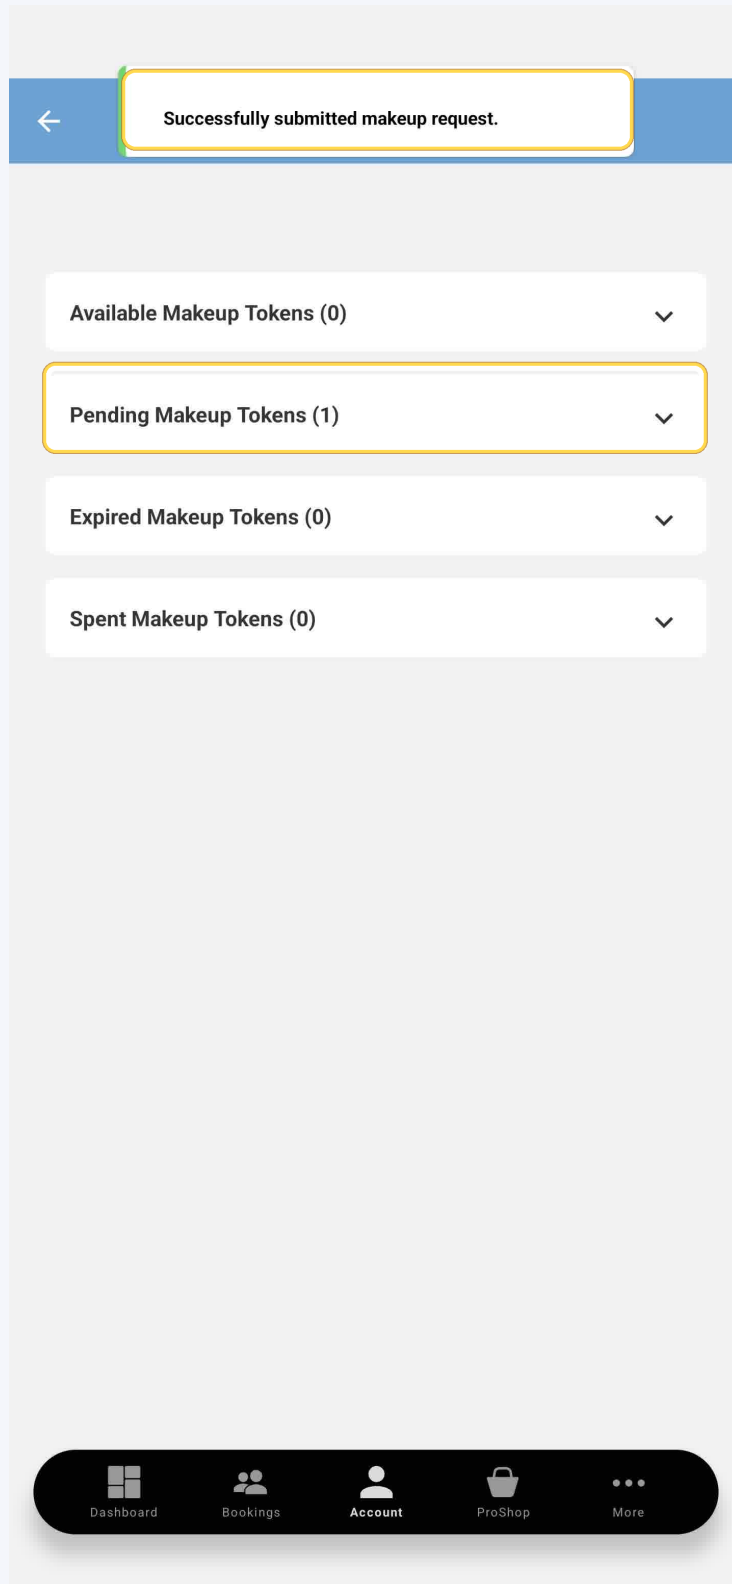 Successfully submitted makeup request.
Available Makeup Tokens (0)
Pending Makeup Tokens (1)
Expired Makeup Tokens (0)
Spent Makeup Tokens (0)
Dashboard
Bookings
Account
ProShop
More